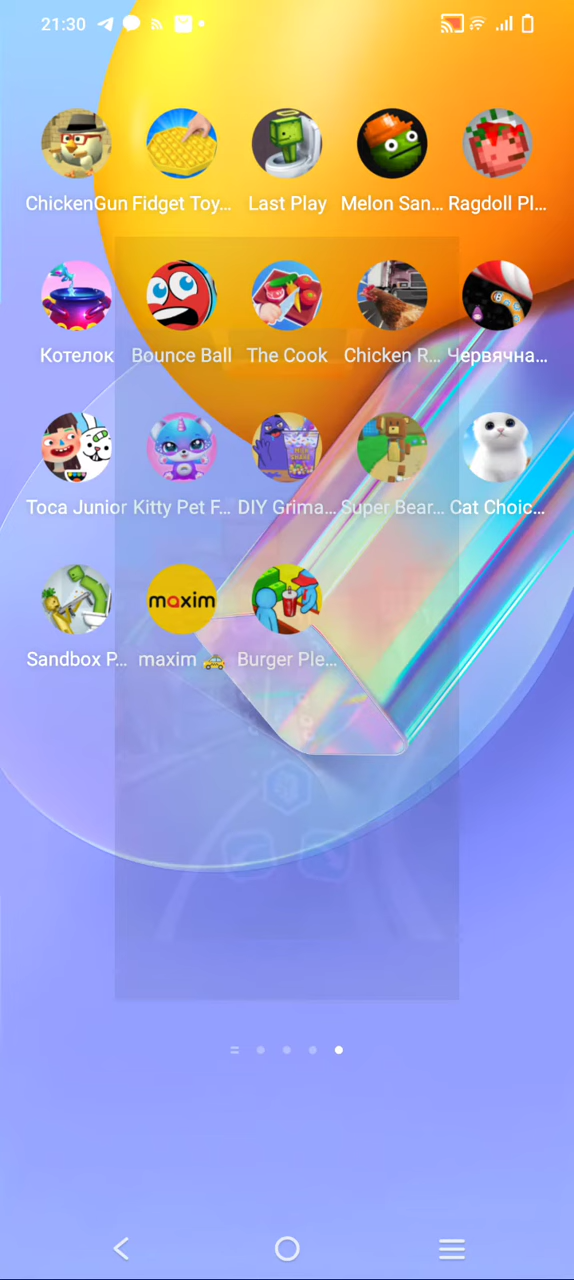 21:30
ChickenGun Fidget Toy... Last Play Melon San... Ragdoll Pl...
Котелок Bounce Ball The Cook Chicken R... Червячна...
Toca Junior Kitty Pet F... DIY Grima... Super Bear... Cat Choic...
maxim
Sandbox P... maxim 🚕 Burger Ple...